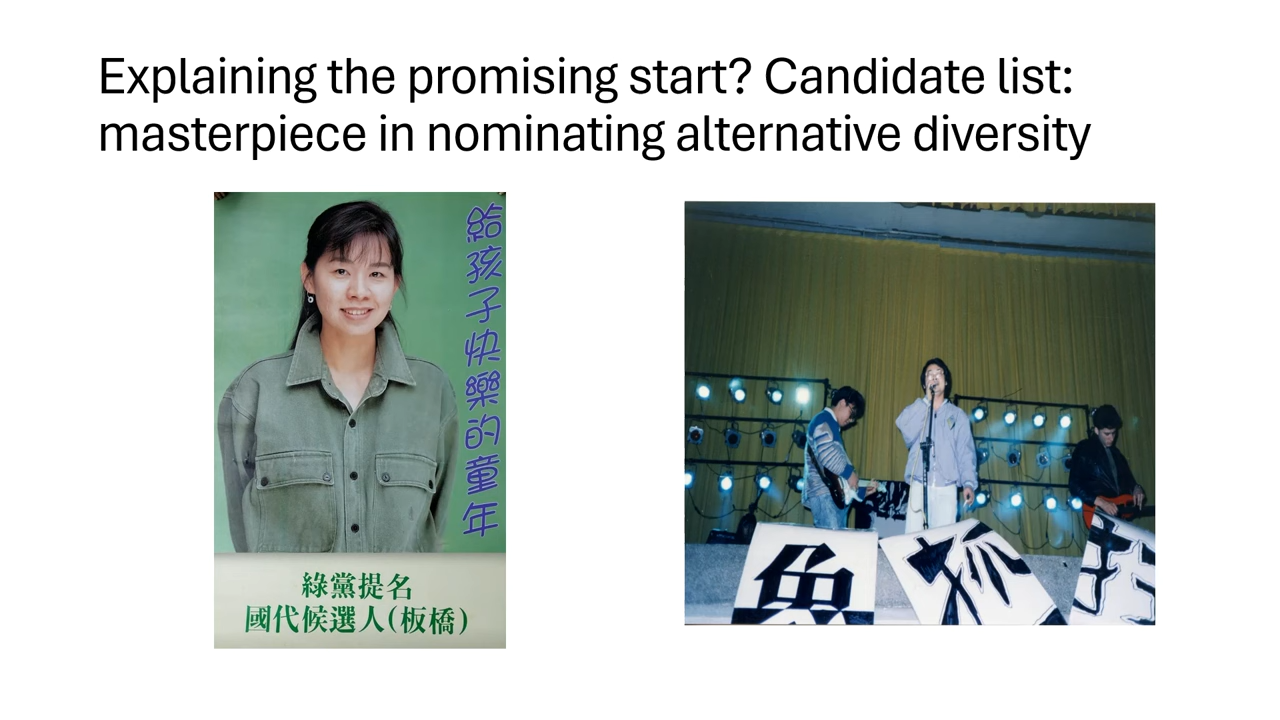 Explaining the promising start? Candidate list:
masterpiece in nominating alternative diversity
給孩子快樂的童年
綠黨提名
國代候選人(板橋)